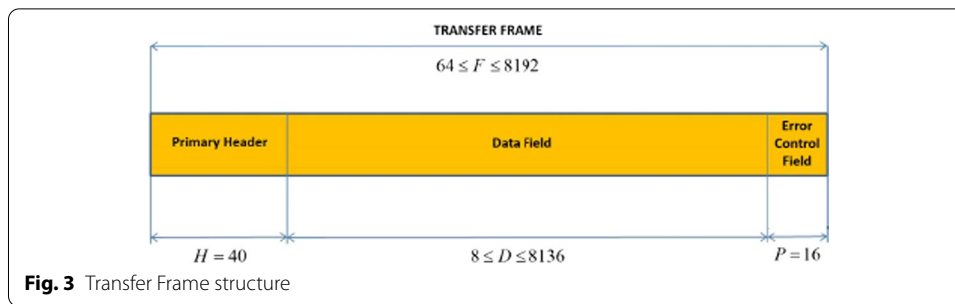 TRANSFER FRAME
64 ≤ F ≤ 8192
Primary Header
Data Field
Error
Control
Field
H = 40
8 ≤ D ≤ 8136
P = 16
Fig. 3 Transfer Frame structure